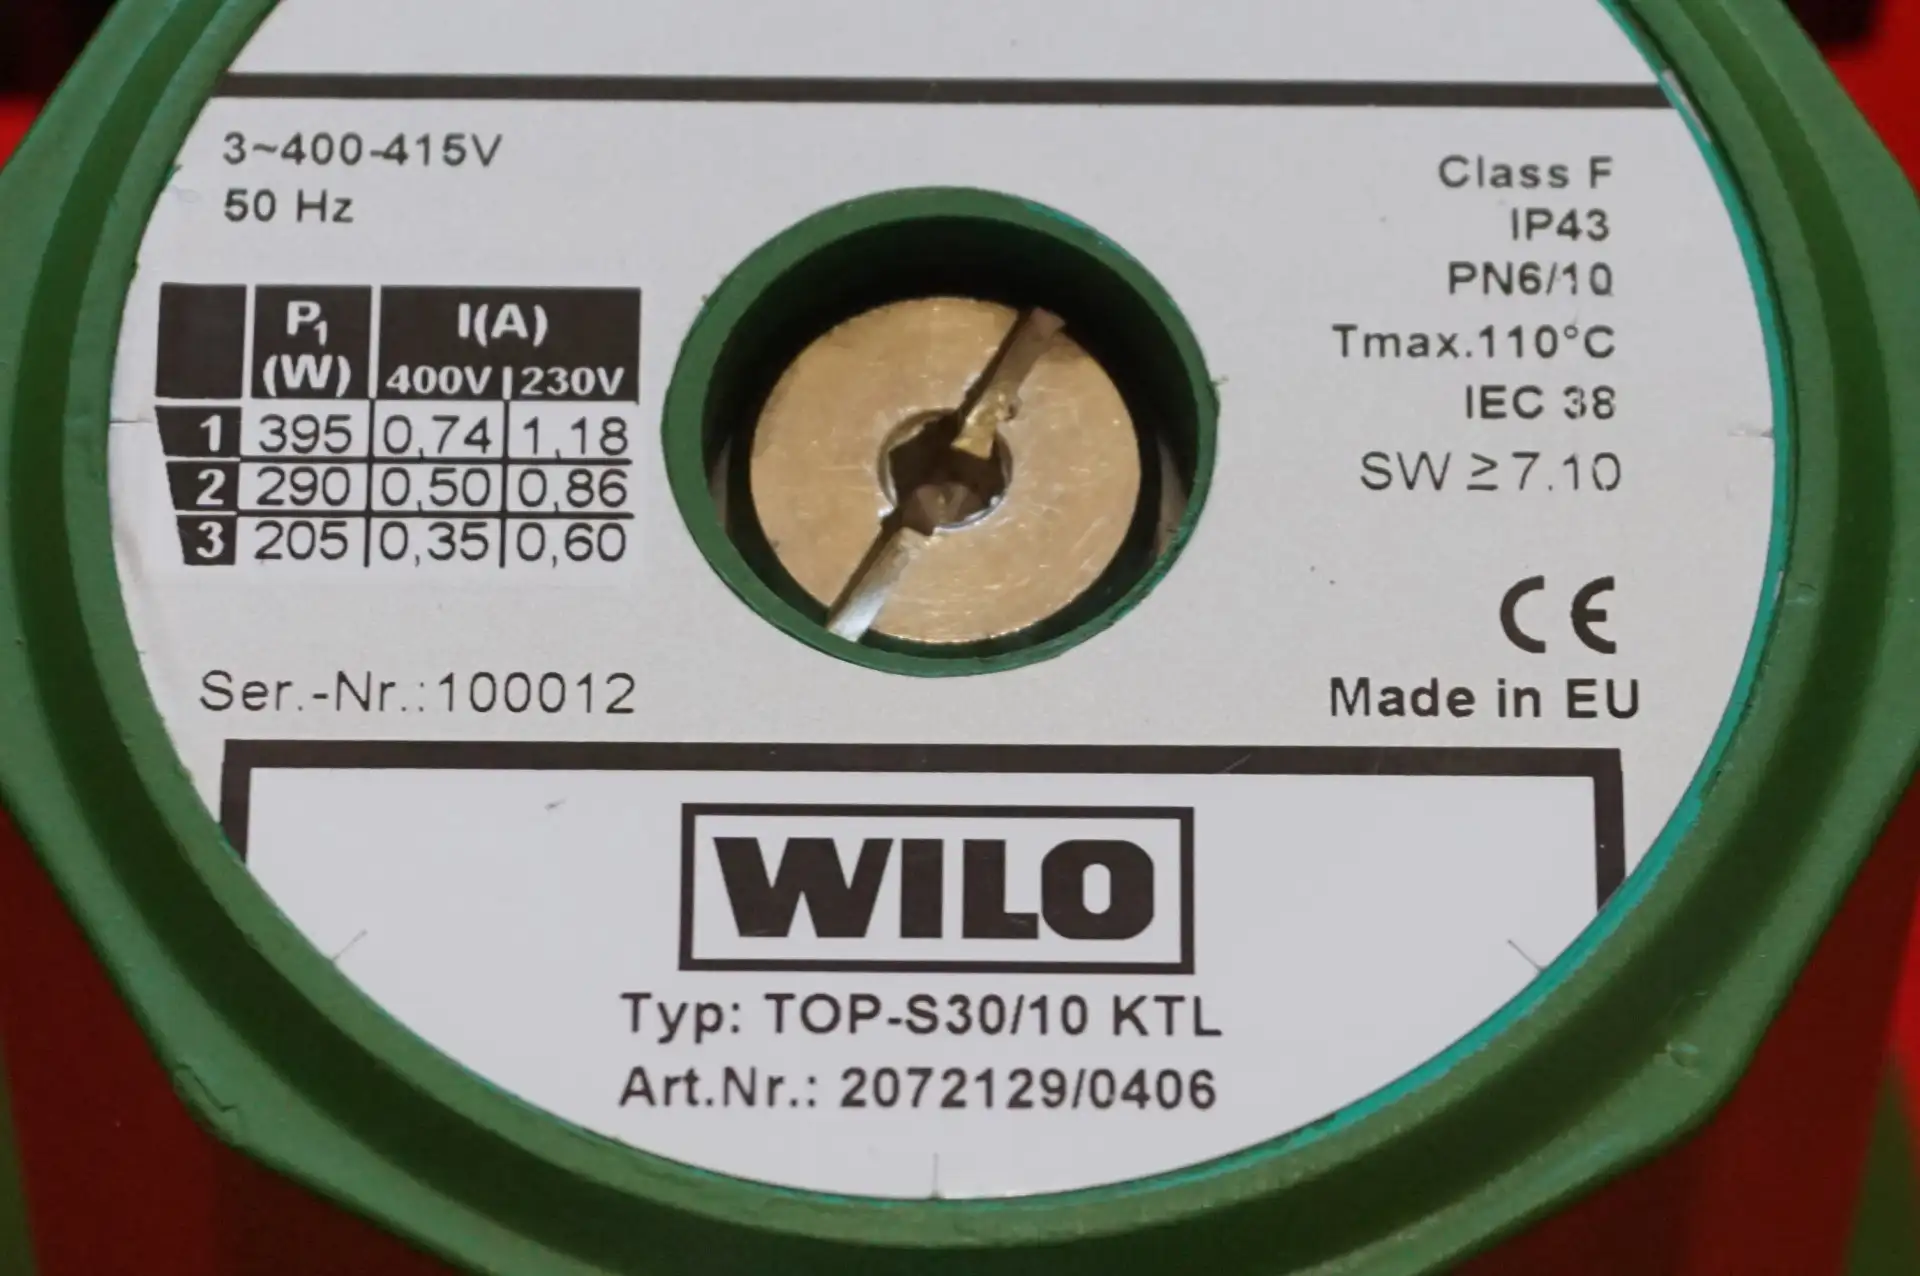 3~400-415V
50 Hz
Class F
IP43
PN6/10
Tmax.110°C
IEC 38
SW ≥ 7.10
P1 (W) I(A)
400V 230V
1 395 0,74 1,18
2 290 0,50 0,86
3 205 0,35 0,60
CE
Ser.-Nr.:100012
Made in EU
WILO
Typ: TOP-S30/10 KTL
Art.Nr.: 2072129/0406